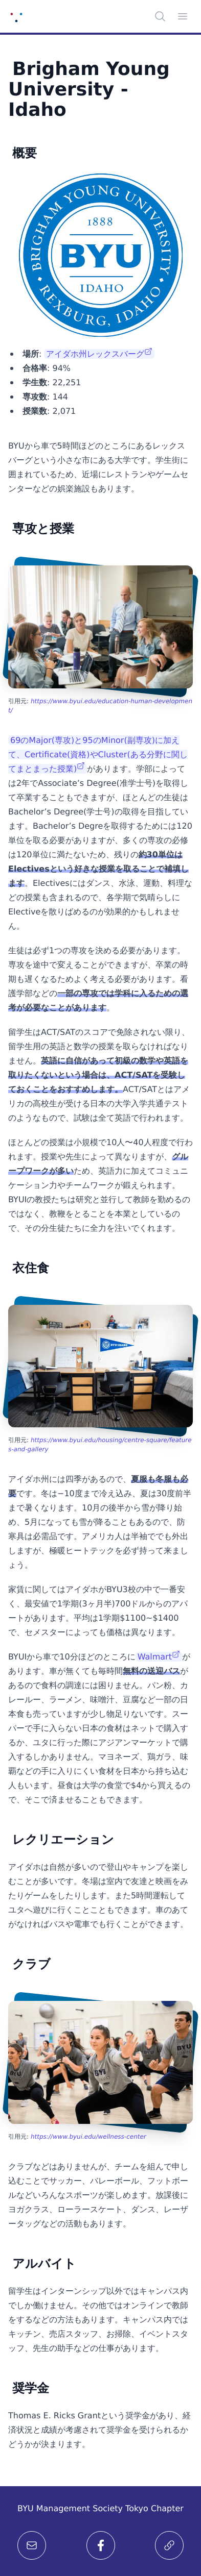 Brigham Young
University -
Idaho
概要
BRIGHAM YOUNG UNIVERSITY
1888
BYU
IDAHO
REXBURG, IDAHO
場所: アイダホ州レックスバーグ
合格率: 94%
学生数: 22,251
専攻数: 144
授業数: 2,071
BYUから車で5時間ほどのところにあるレックス
バーグという小さな市にある大学です。学生街に
囲まれているため、近場にレストランやゲームセ
ンターなどの娯楽施設もあります。
専攻と授業
引用元: https://www.byui.edu/education-human-developmen
t/
69のMajor(専攻)と95のMinor(副専攻)に加え
て、Certificate(資格)やCluster(ある分野に関し
てまとまった授業)があります。学部によって
は2年でAssociate’s Degree(准学士号)を取得し
て卒業することもできますが、ほとんどの生徒は
Bachelor’s Degree(学士号)の取得を目指してい
ます。Bachelor’s Degreを取得するためには120
単位を取る必要がありますが、多くの専攻の必修
は120単位に満たないため、残りの約30単位は
Electivesという好きな授業を取ることで補填し
ます。Electivesにはダンス、水泳、運動、料理な
どの授業も含まれるので、各学期で気晴らしに
Electiveを散りばめるのが効果的かもしれませ
ん。
生徒は必ず1つの専攻を決める必要があります。
専攻を途中で変えることができますが、卒業の時
期も遅くなるためよく考える必要があります。看
護学部などの一部の専攻では学科に入るための選
考が必要なことがあります。
留学生はACT/SATのスコアで免除されない限り、
留学生用の英語と数学の授業を取らなければなり
ません。英語に自信があって初級の数学や英語を
取りたくないという場合は、ACT/SATを受験し
ておくことをおすすめします。ACT/SATとはアメ
リカの高校生が受ける日本の大学入学共通テスト
のようなもので、試験は全て英語で行われます。
ほとんどの授業は小規模で10人〜40人程度で行わ
れます。授業や先生によって異なりますが、グル
ープワークが多いため、英語力に加えてコミュニ
ケーション力やチームワークが鍛えられます。
BYUIの教授たちは研究と並行して教師を勤めるの
ではなく、教鞭をとることを本業としているの
で、その分生徒たちに全力を注いでくれます。
衣住食
引用元: https://www.byui.edu/housing/centre-square/feature
s-and-gallery
アイダホ州には四季があるので、夏服も冬服も必
要です。冬は−10度まで冷え込み、夏は30度前半
まで暑くなります。10月の後半から雪が降り始
め、5月になっても雪が降ることもあるので、防
寒具は必需品です。アメリカ人は半袖ででも外出
しますが、極暖ヒートテックを必ず持って来まし
ょう。
家賃に関してはアイダホがBYU3校の中で一番安
く、最安値で1学期(3ヶ月半)700ドルからのアパ
ートがあります。平均は1学期$1100~$1400
で、セメスターによっても価格は異なります。
BYUIから車で10分ほどのところにWalmartが
あります。車が無くても毎時間無料の送迎バスが
あるので食料の調達には困りません。パン粉、カ
レールー、ラーメン、味噌汁、豆腐など一部の日
本食も売っていますが少し物足りないです。スー
パーで手に入らない日本の食材はネットで購入す
るか、ユタに行った際にアジアンマーケットで購
入するしかありません。マヨネーズ、鶏ガラ、味
覇などの手に入りにくい食材を日本から持ち込む
人もいます。昼食は大学の食堂で$4から買えるの
で、そこで済ませることもできます。
レクリエーション
アイダホは自然が多いので登山やキャンプを楽し
むことが多いです。冬場は室内で友達と映画をみ
たりゲームをしたりします。また5時間運転して
ユタへ遊びに行くことこともできます。車のあて
がなければバスや電車でも行くことができます。
クラブ
引用元: https://www.byui.edu/wellness-center
クラブなどはありませんが、チームを組んで申し
込むことでサッカー、バレーボール、フットボー
ルなどいろんなスポーツが楽しめます。放課後に
ヨガクラス、ローラースケート、ダンス、レーザ
ータッグなどの活動もあります。
アルバイト
留学生はインターンシップ以外ではキャンパス内
でしか働けません。その他ではオンラインで教師
をするなどの方法もあります。キャンパス内では
キッチン、売店スタッフ、お掃除、イベントスタ
ッフ、先生の助手などの仕事があります。
奨学金
Thomas E. Ricks Grantという奨学金があり、経
済状況と成績が考慮されて奨学金を受けられるか
どうかが決まります。
BYU Management Society Tokyo Chapter